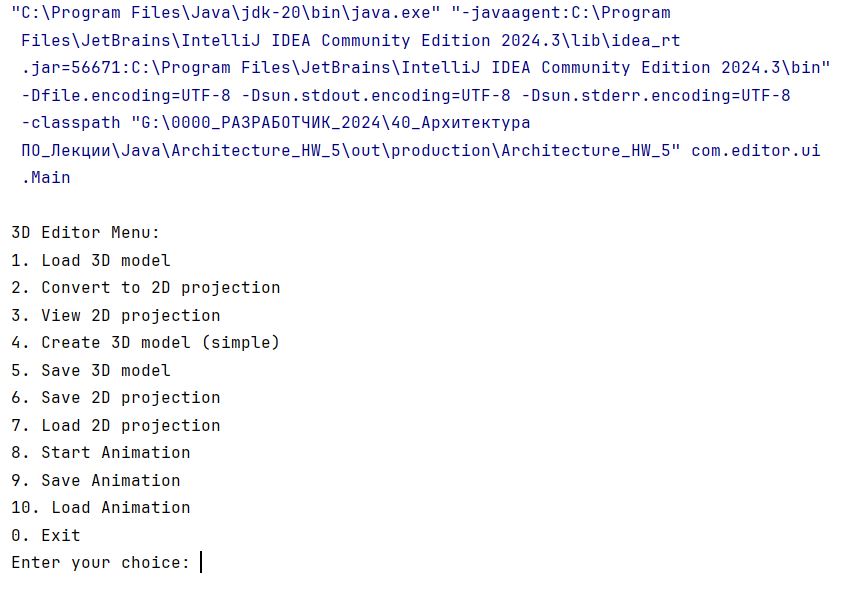 "C:\Program Files\Java\jdk-20\bin\java.exe" "-javaagent:C:\Program
Files\JetBrains\IntelliJ IDEA Community Edition 2024.3\lib\idea_rt
.jar=56671:C:\Program Files\JetBrains\IntelliJ IDEA Community Edition 2024.3\bin"
-Dfile.encoding=UTF-8 -Dsun.stdout.encoding=UTF-8 -Dsun.stderr.encoding=UTF-8
-classpath "G:\0000_РАЗРАБОТЧИК_2024\40_Архитектура
ПО_Лекции\Java\Architecture_HW_5\out\production\Architecture_HW_5" com.editor.ui
.Main
3D Editor Menu:
1. Load 3D model
2. Convert to 2D projection
3. View 2D projection
4. Create 3D model (simple)
5. Save 3D model
6. Save 2D projection
7. Load 2D projection
8. Start Animation
9. Save Animation
10. Load Animation
0. Exit
Enter your choice: